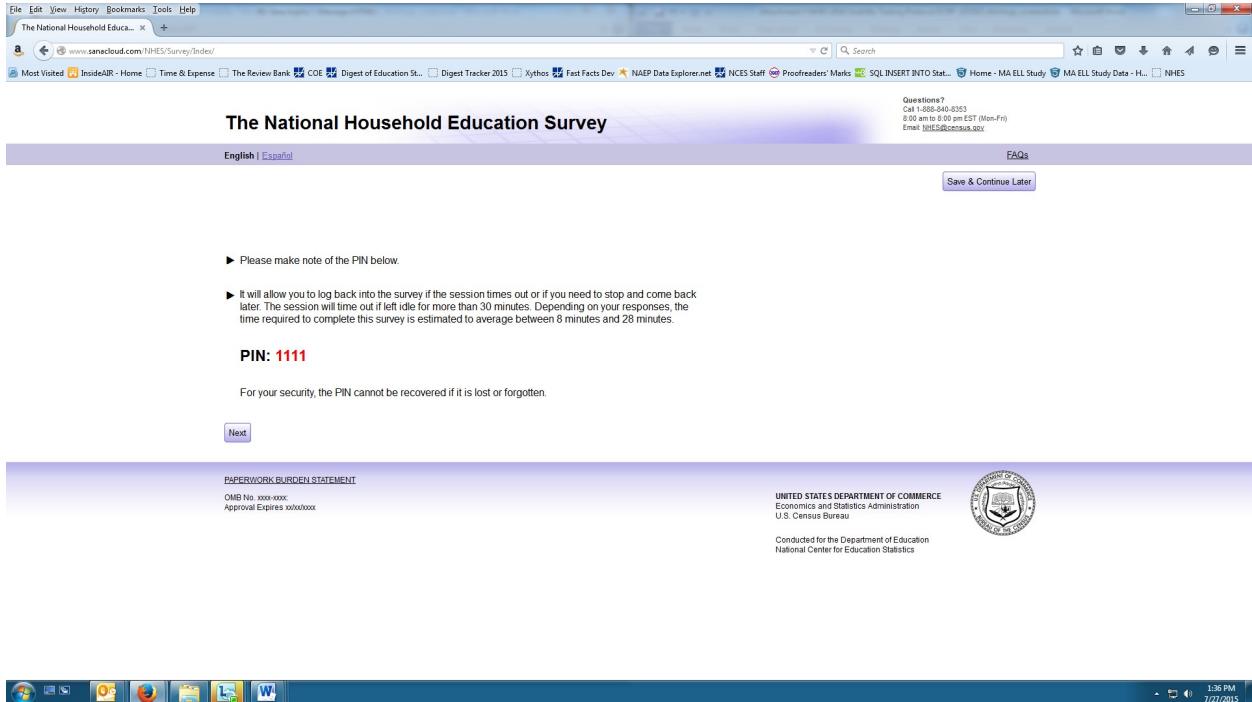 File Edit View History Bookmarks Tools Help
The National Household Educa... × +
www.sanacloud.com/NHES/Survey/Index/
Search
Most Visited InsideAIR - Home Time & Expense The Review Bank COE Digest of Education St... Digest Tracker 2015 Xythos Fast Facts Dev NAEP Data Explorer.net NCES Staff Proofreaders' Marks SQL INSERT INTO Stat... Home - MA ELL Study MA ELL Study Data - H... NHES
The National Household Education Survey
Questions?
Call 1-888-840-8353
8:00 am to 8:00 pm EST (Mon-Fri)
Email: NHES@census.gov
English | Español
FAQs
Save & Continue Later
► Please make note of the PIN below.
► It will allow you to log back into the survey if the session times out or if you need to stop and come back
later. The session will time out if left idle for more than 30 minutes. Depending on your responses, the
time required to complete this survey is estimated to average between 8 minutes and 28 minutes.
PIN: 1111
For your security, the PIN cannot be recovered if it is lost or forgotten.
Next
PAPERWORK BURDEN STATEMENT
OMB No. xxxx-xxxx:
Approval Expires xx/xx/xxxx
UNITED STATES DEPARTMENT OF COMMERCE
Economics and Statistics Administration
U.S. Census Bureau
Conducted for the Department of Education
National Center for Education Statistics
U.S. DEPARTMENT OF COMMERCE
BUREAU OF THE CENSUS
1:36 PM
7/27/2015